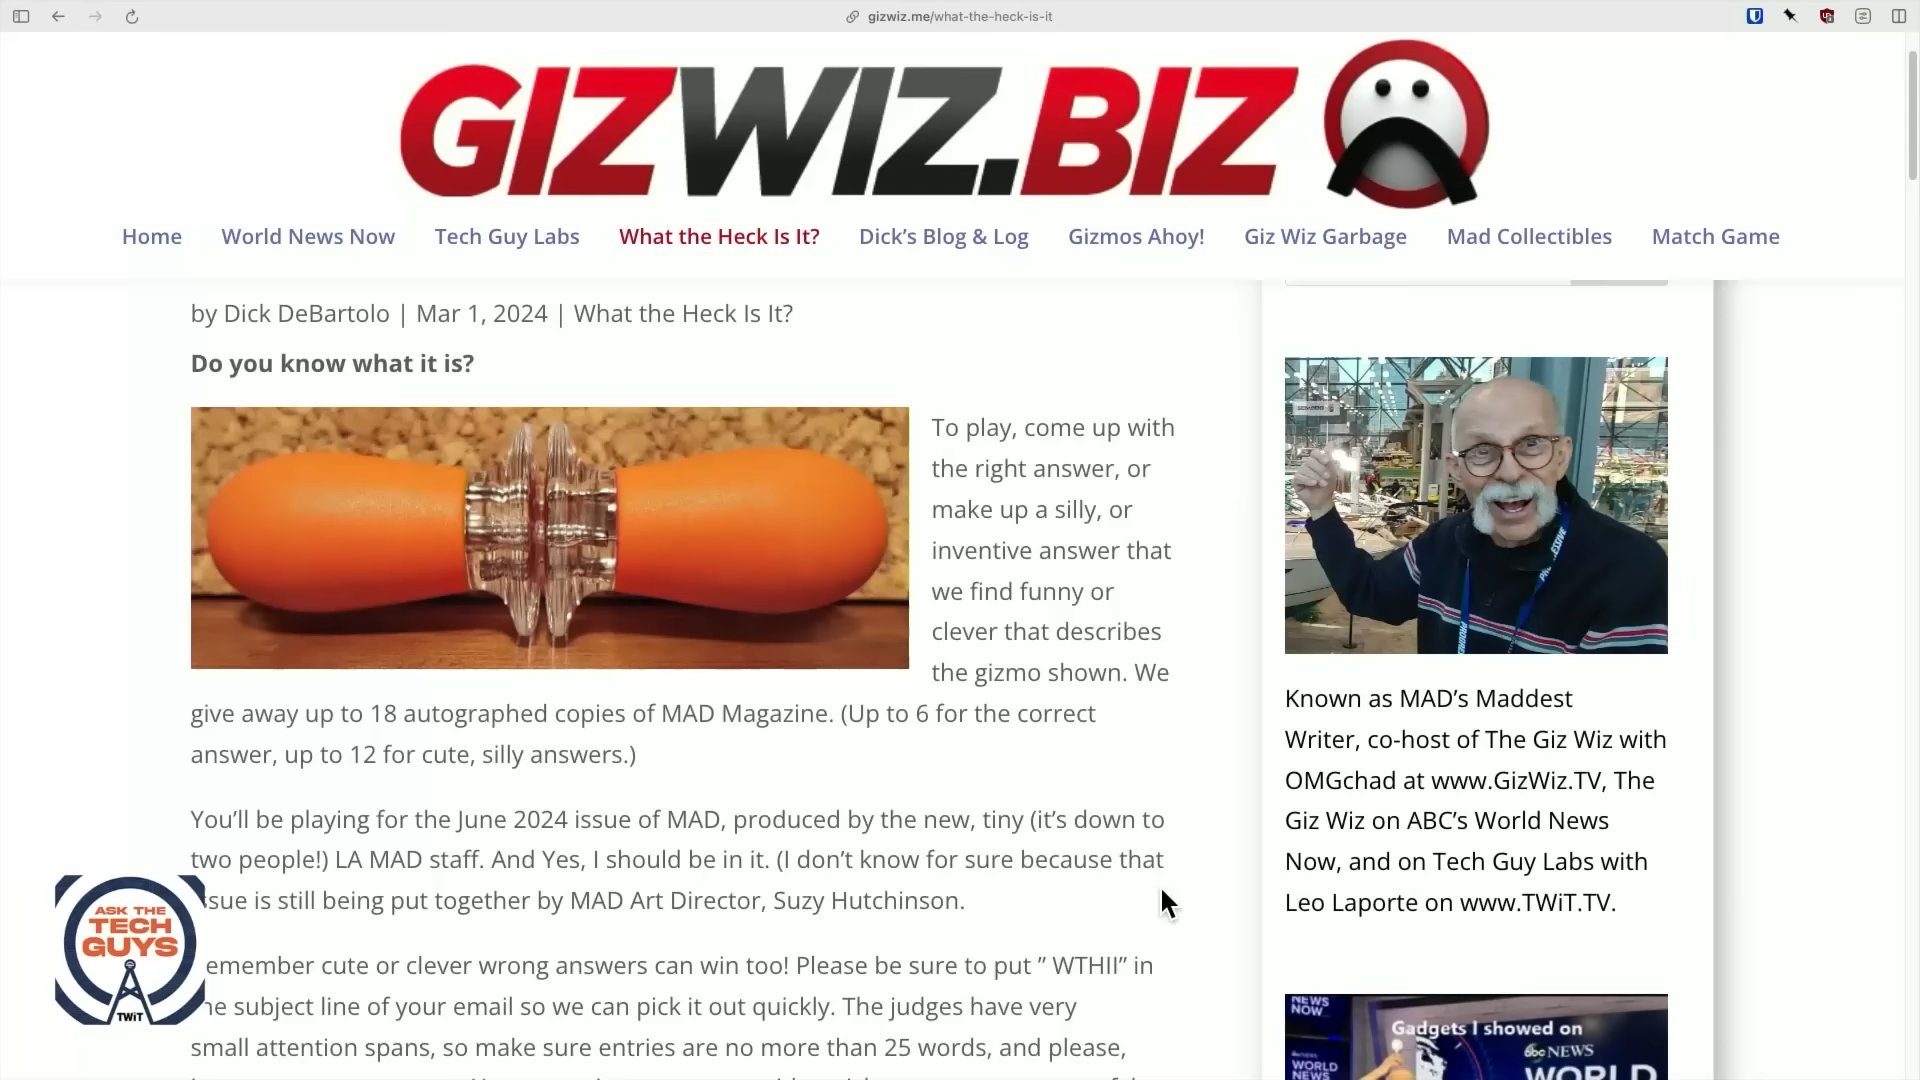 gizwiz.me/what-the-heck-is-it
GIZWIZ.BIZ
Home World News Now Tech Guy Labs What the Heck Is It? Dick’s Blog & Log Gizmos Ahoy! Giz Wiz Garbage Mad Collectibles Match Game
by Dick DeBartolo | Mar 1, 2024 | What the Heck Is It?
Do you know what it is?
To play, come up with
the right answer, or
make up a silly, or
inventive answer that
we find funny or
clever that describes
the gizmo shown. We
give away up to 18 autographed copies of MAD Magazine. (Up to 6 for the correct
answer, up to 12 for cute, silly answers.)
You’ll be playing for the June 2024 issue of MAD, produced by the new, tiny (it’s down to
two people!) LA MAD staff. And Yes, I should be in it. (I don’t know for sure because that
ssue is still being put together by MAD Art Director, Suzy Hutchinson.
emember cute or clever wrong answers can win too! Please be sure to put ” WTHII” in
he subject line of your email so we can pick it out quickly. The judges have very
small attention spans, so make sure entries are no more than 25 words, and please,
ASK THE
TECH
GUYS
TWiT
Known as MAD’s Maddest
Writer, co-host of The Giz Wiz with
OMGchad at www.GizWiz.TV, The
Giz Wiz on ABC’s World News
Now, and on Tech Guy Labs with
Leo Laporte on www.TWiT.TV.
NEWS
NOW
Gadgets I showed on
abc NEWS
WORLD
WORLD
NEWS